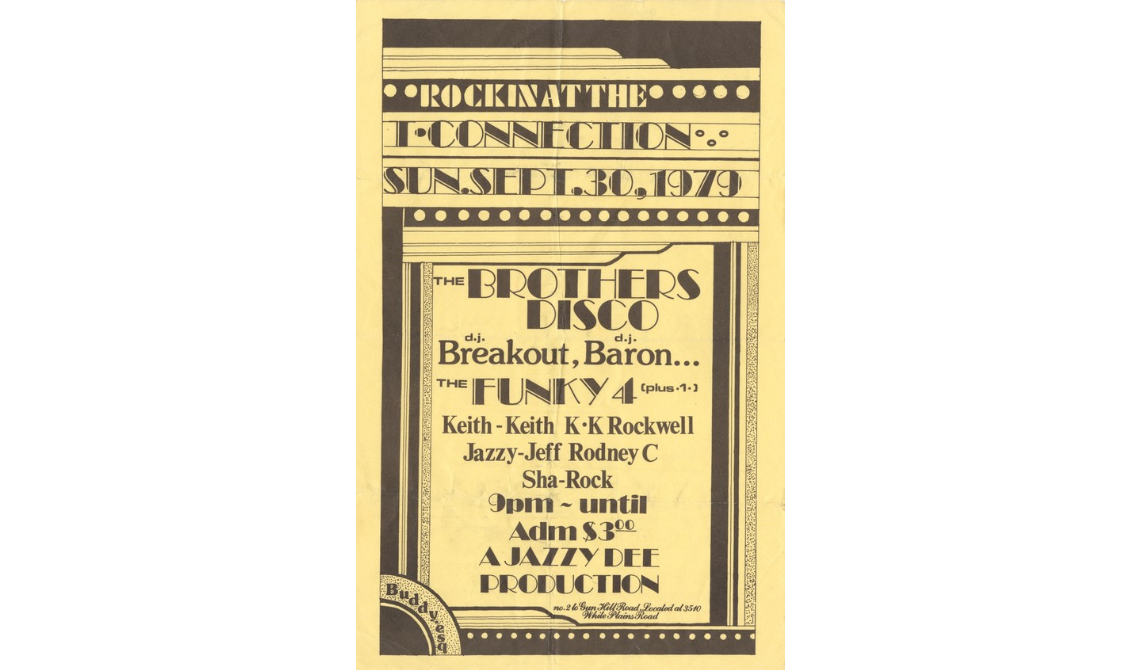 ROCKIN AT THE
T•CONNECTION
SUN. SEPT. 30, 1979
THE BROTHERS
DISCO
d.j. d.j.
Breakout, Baron...
THE FUNKY 4 (plus•1•)
Keith-Keith K•K Rockwell
Jazzy-Jeff Rodney C
Sha-Rock
9pm ~ until
Adm $3⁰⁰
A JAZZY DEE
PRODUCTION
no. 2 to Gun Hill Road, Located at 3510
White Plains Road
Buddy esq